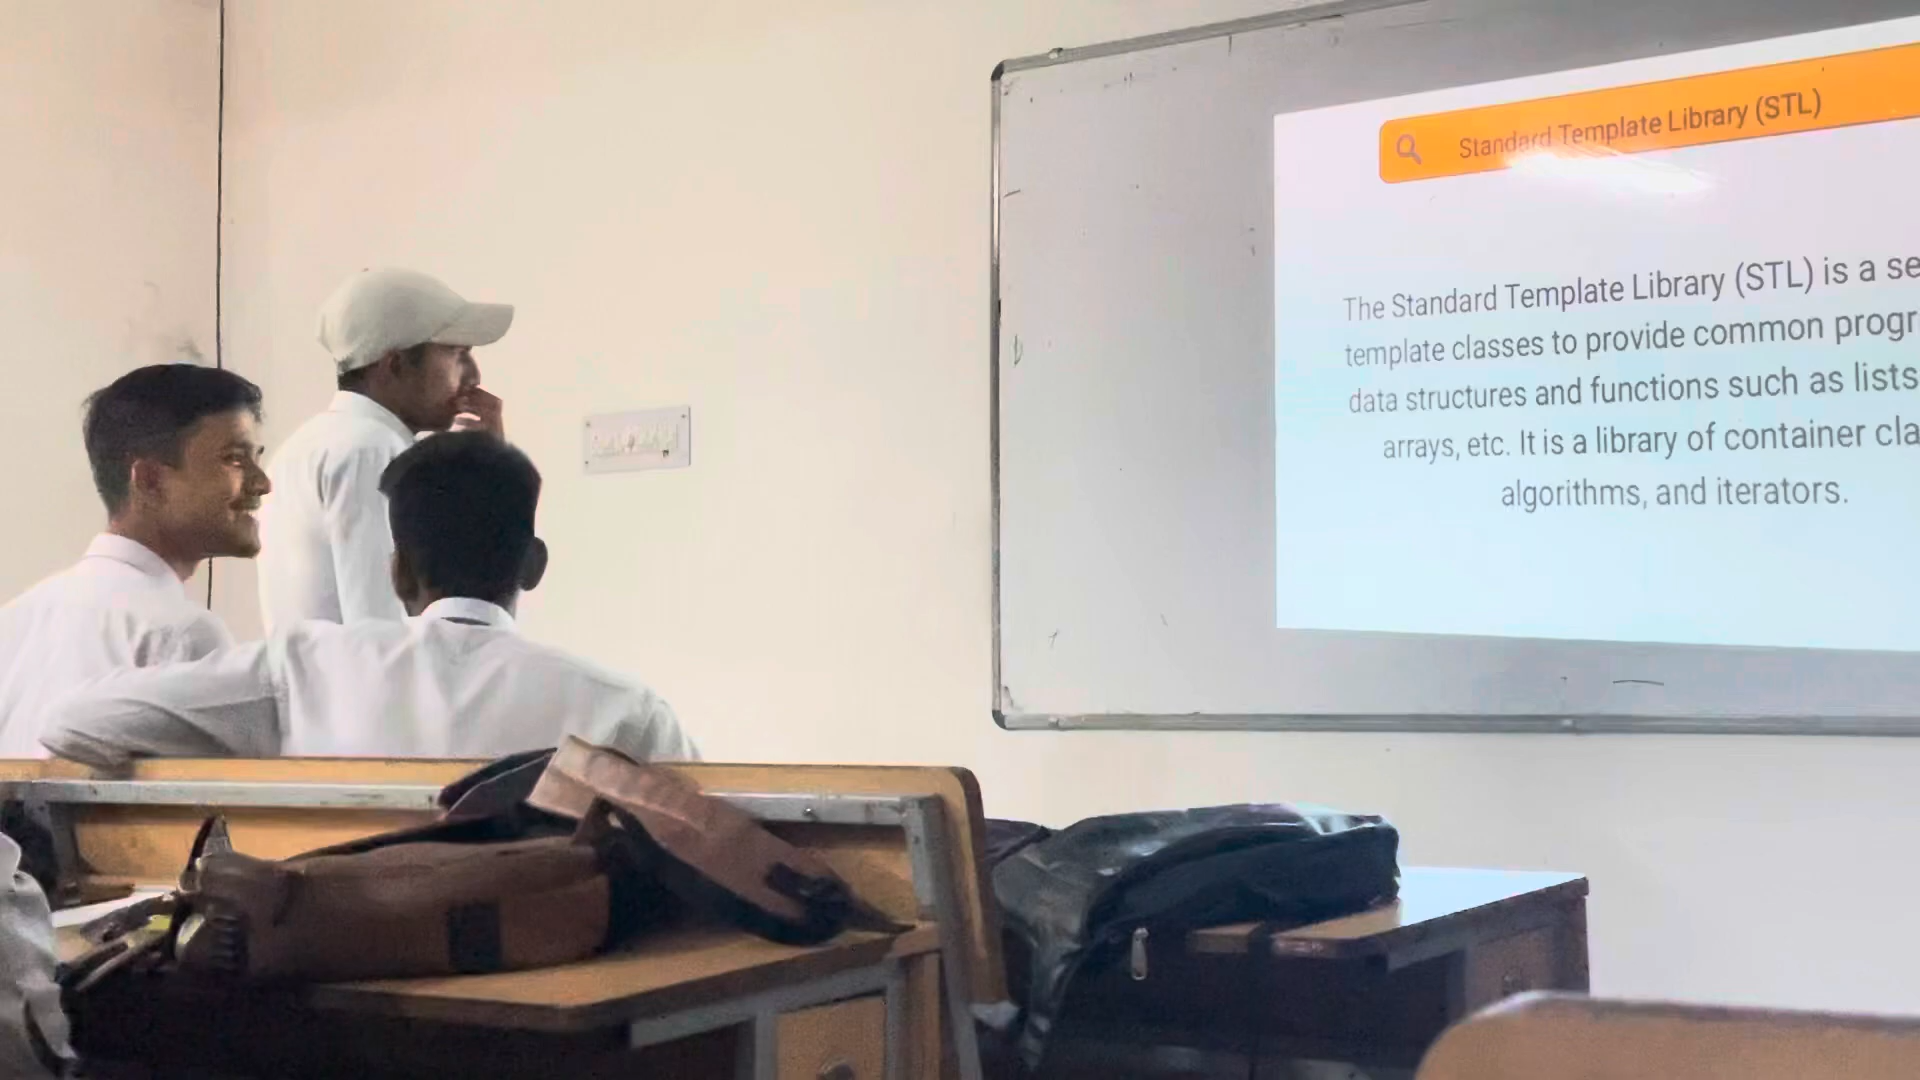 Standard Template Library (STL)
The Standard Template Library (STL) is a se
template classes to provide common progr
data structures and functions such as lists
arrays, etc. It is a library of container cla
algorithms, and iterators.